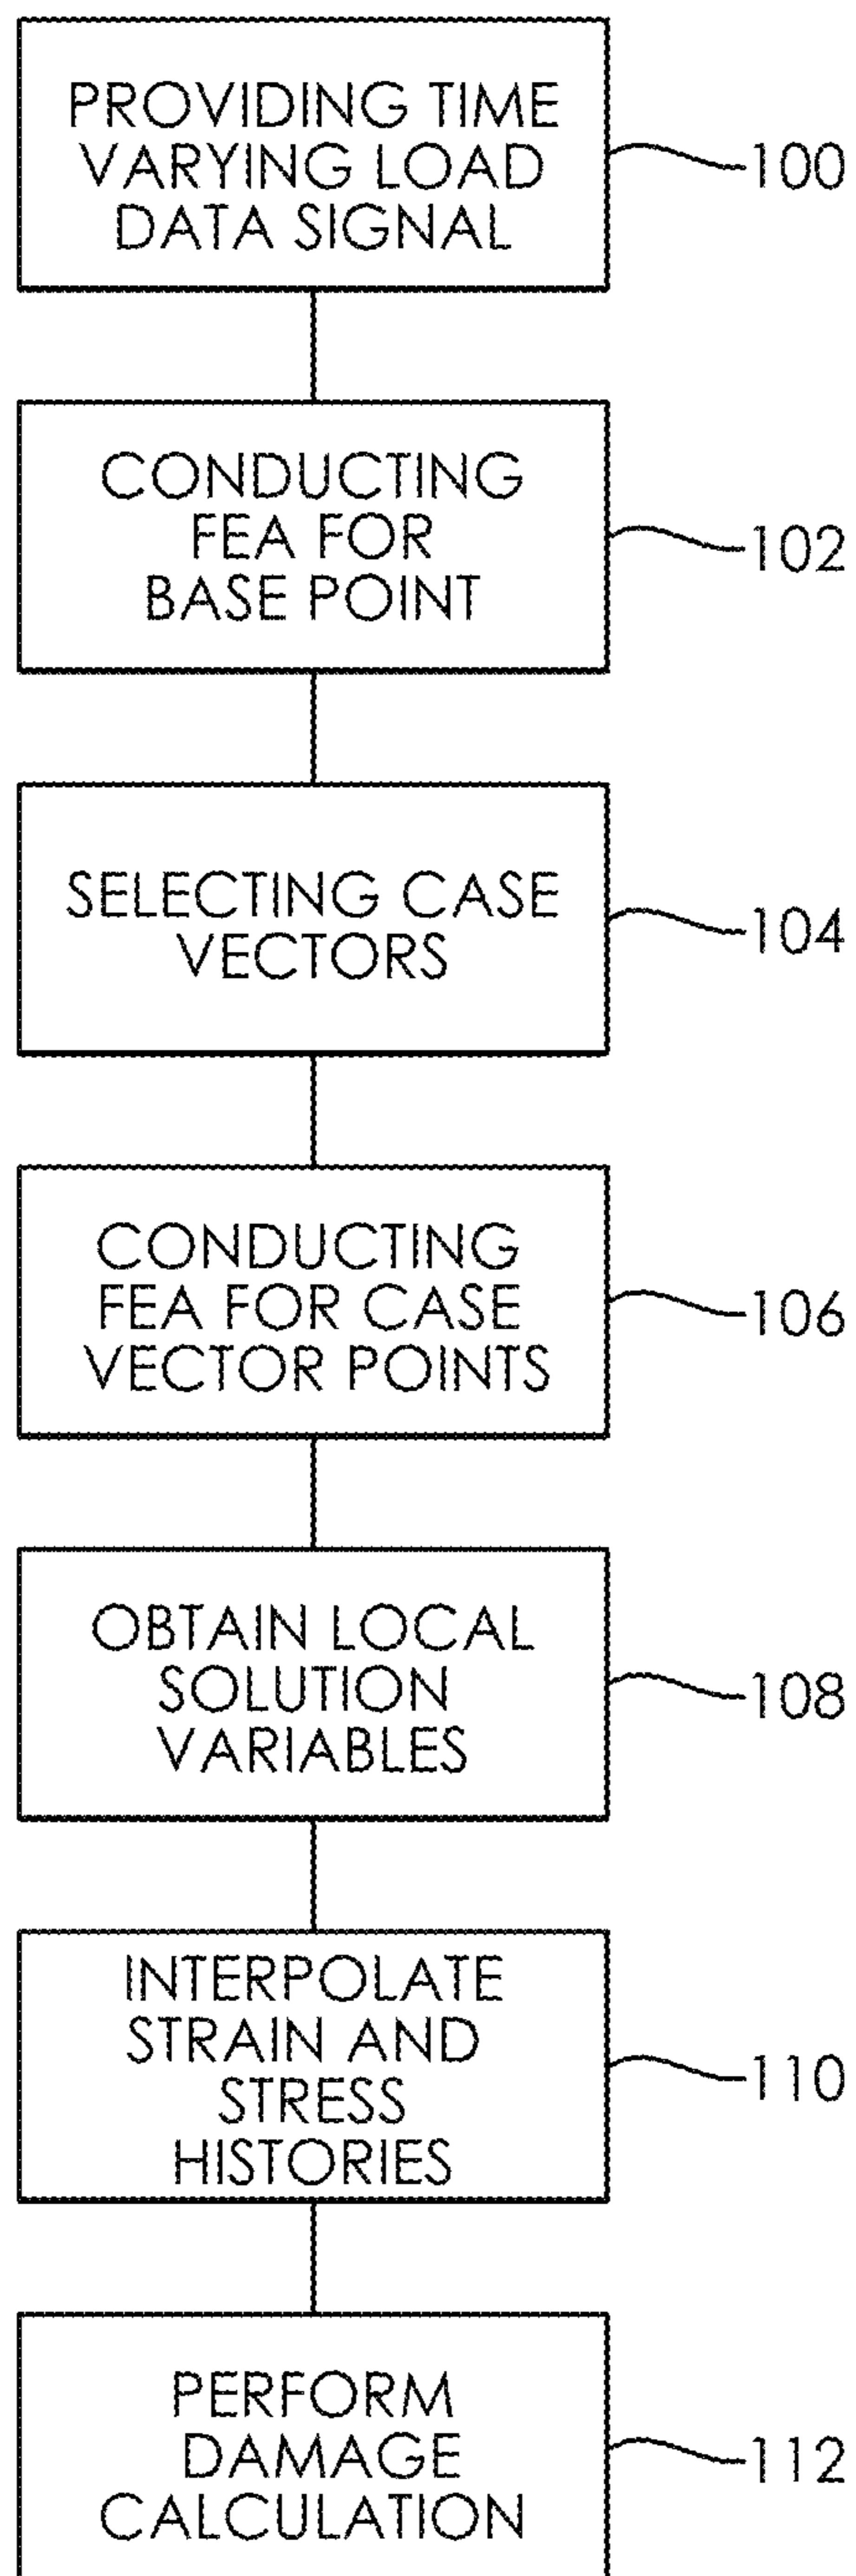 PROVIDING TIME
VARYING LOAD
DATA SIGNAL
100
CONDUCTING
FEA FOR
BASE POINT
102
SELECTING CASE
VECTORS
104
CONDUCTING
FEA FOR CASE
VECTOR POINTS
106
OBTAIN LOCAL
SOLUTION
VARIABLES
108
INTERPOLATE
STRAIN AND
STRESS
HISTORIES
110
PERFORM
DAMAGE
CALCULATION
112